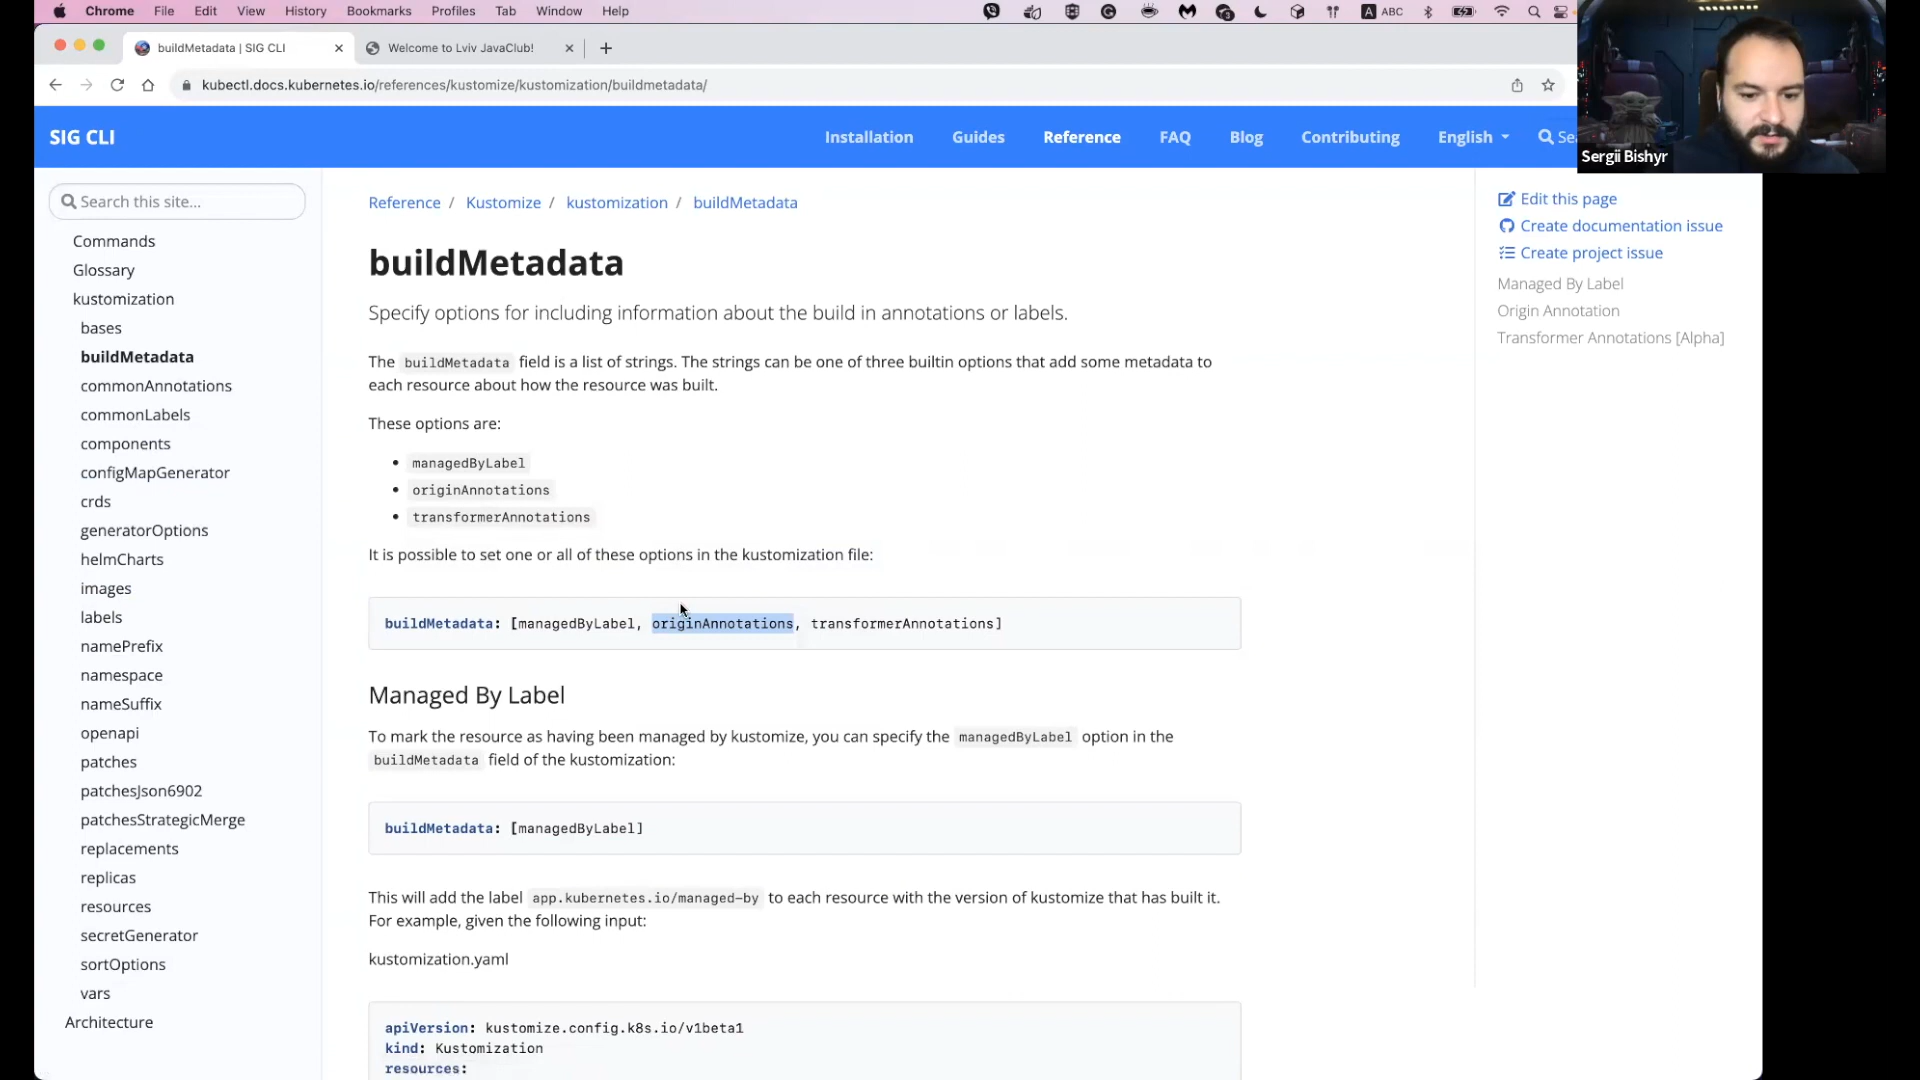 Chrome File Edit View History Bookmarks Profiles Tab Window Help
ABC
buildMetadata | SIG CLI
Welcome to Lviv JavaClub!
kubectl.docs.kubernetes.io/references/kustomize/kustomization/buildmetadata/
SIG CLI
Installation Guides Reference FAQ Blog Contributing English Sea
Sergii Bishyr
Search this site...
Commands
Glossary
kustomization
bases
buildMetadata
commonAnnotations
commonLabels
components
configMapGenerator
crds
generatorOptions
helmCharts
images
labels
namePrefix
namespace
nameSuffix
openapi
patches
patchesJson6902
patchesStrategicMerge
replacements
replicas
resources
secretGenerator
sortOptions
vars
Architecture
Reference / Kustomize / kustomization / buildMetadata
buildMetadata
Specify options for including information about the build in annotations or labels.
The buildMetadata field is a list of strings. The strings can be one of three builtin options that add some metadata to
each resource about how the resource was built.
These options are:
• managedByLabel
• originAnnotations
• transformerAnnotations
It is possible to set one or all of these options in the kustomization file:
buildMetadata: [managedByLabel, originAnnotations, transformerAnnotations]
Managed By Label
To mark the resource as having been managed by kustomize, you can specify the managedByLabel option in the
buildMetadata field of the kustomization:
buildMetadata: [managedByLabel]
This will add the label app.kubernetes.io/managed-by to each resource with the version of kustomize that has built it.
For example, given the following input:
kustomization.yaml
apiVersion: kustomize.config.k8s.io/v1beta1
kind: Kustomization
resources:
Edit this page
Create documentation issue
Create project issue
Managed By Label
Origin Annotation
Transformer Annotations [Alpha]